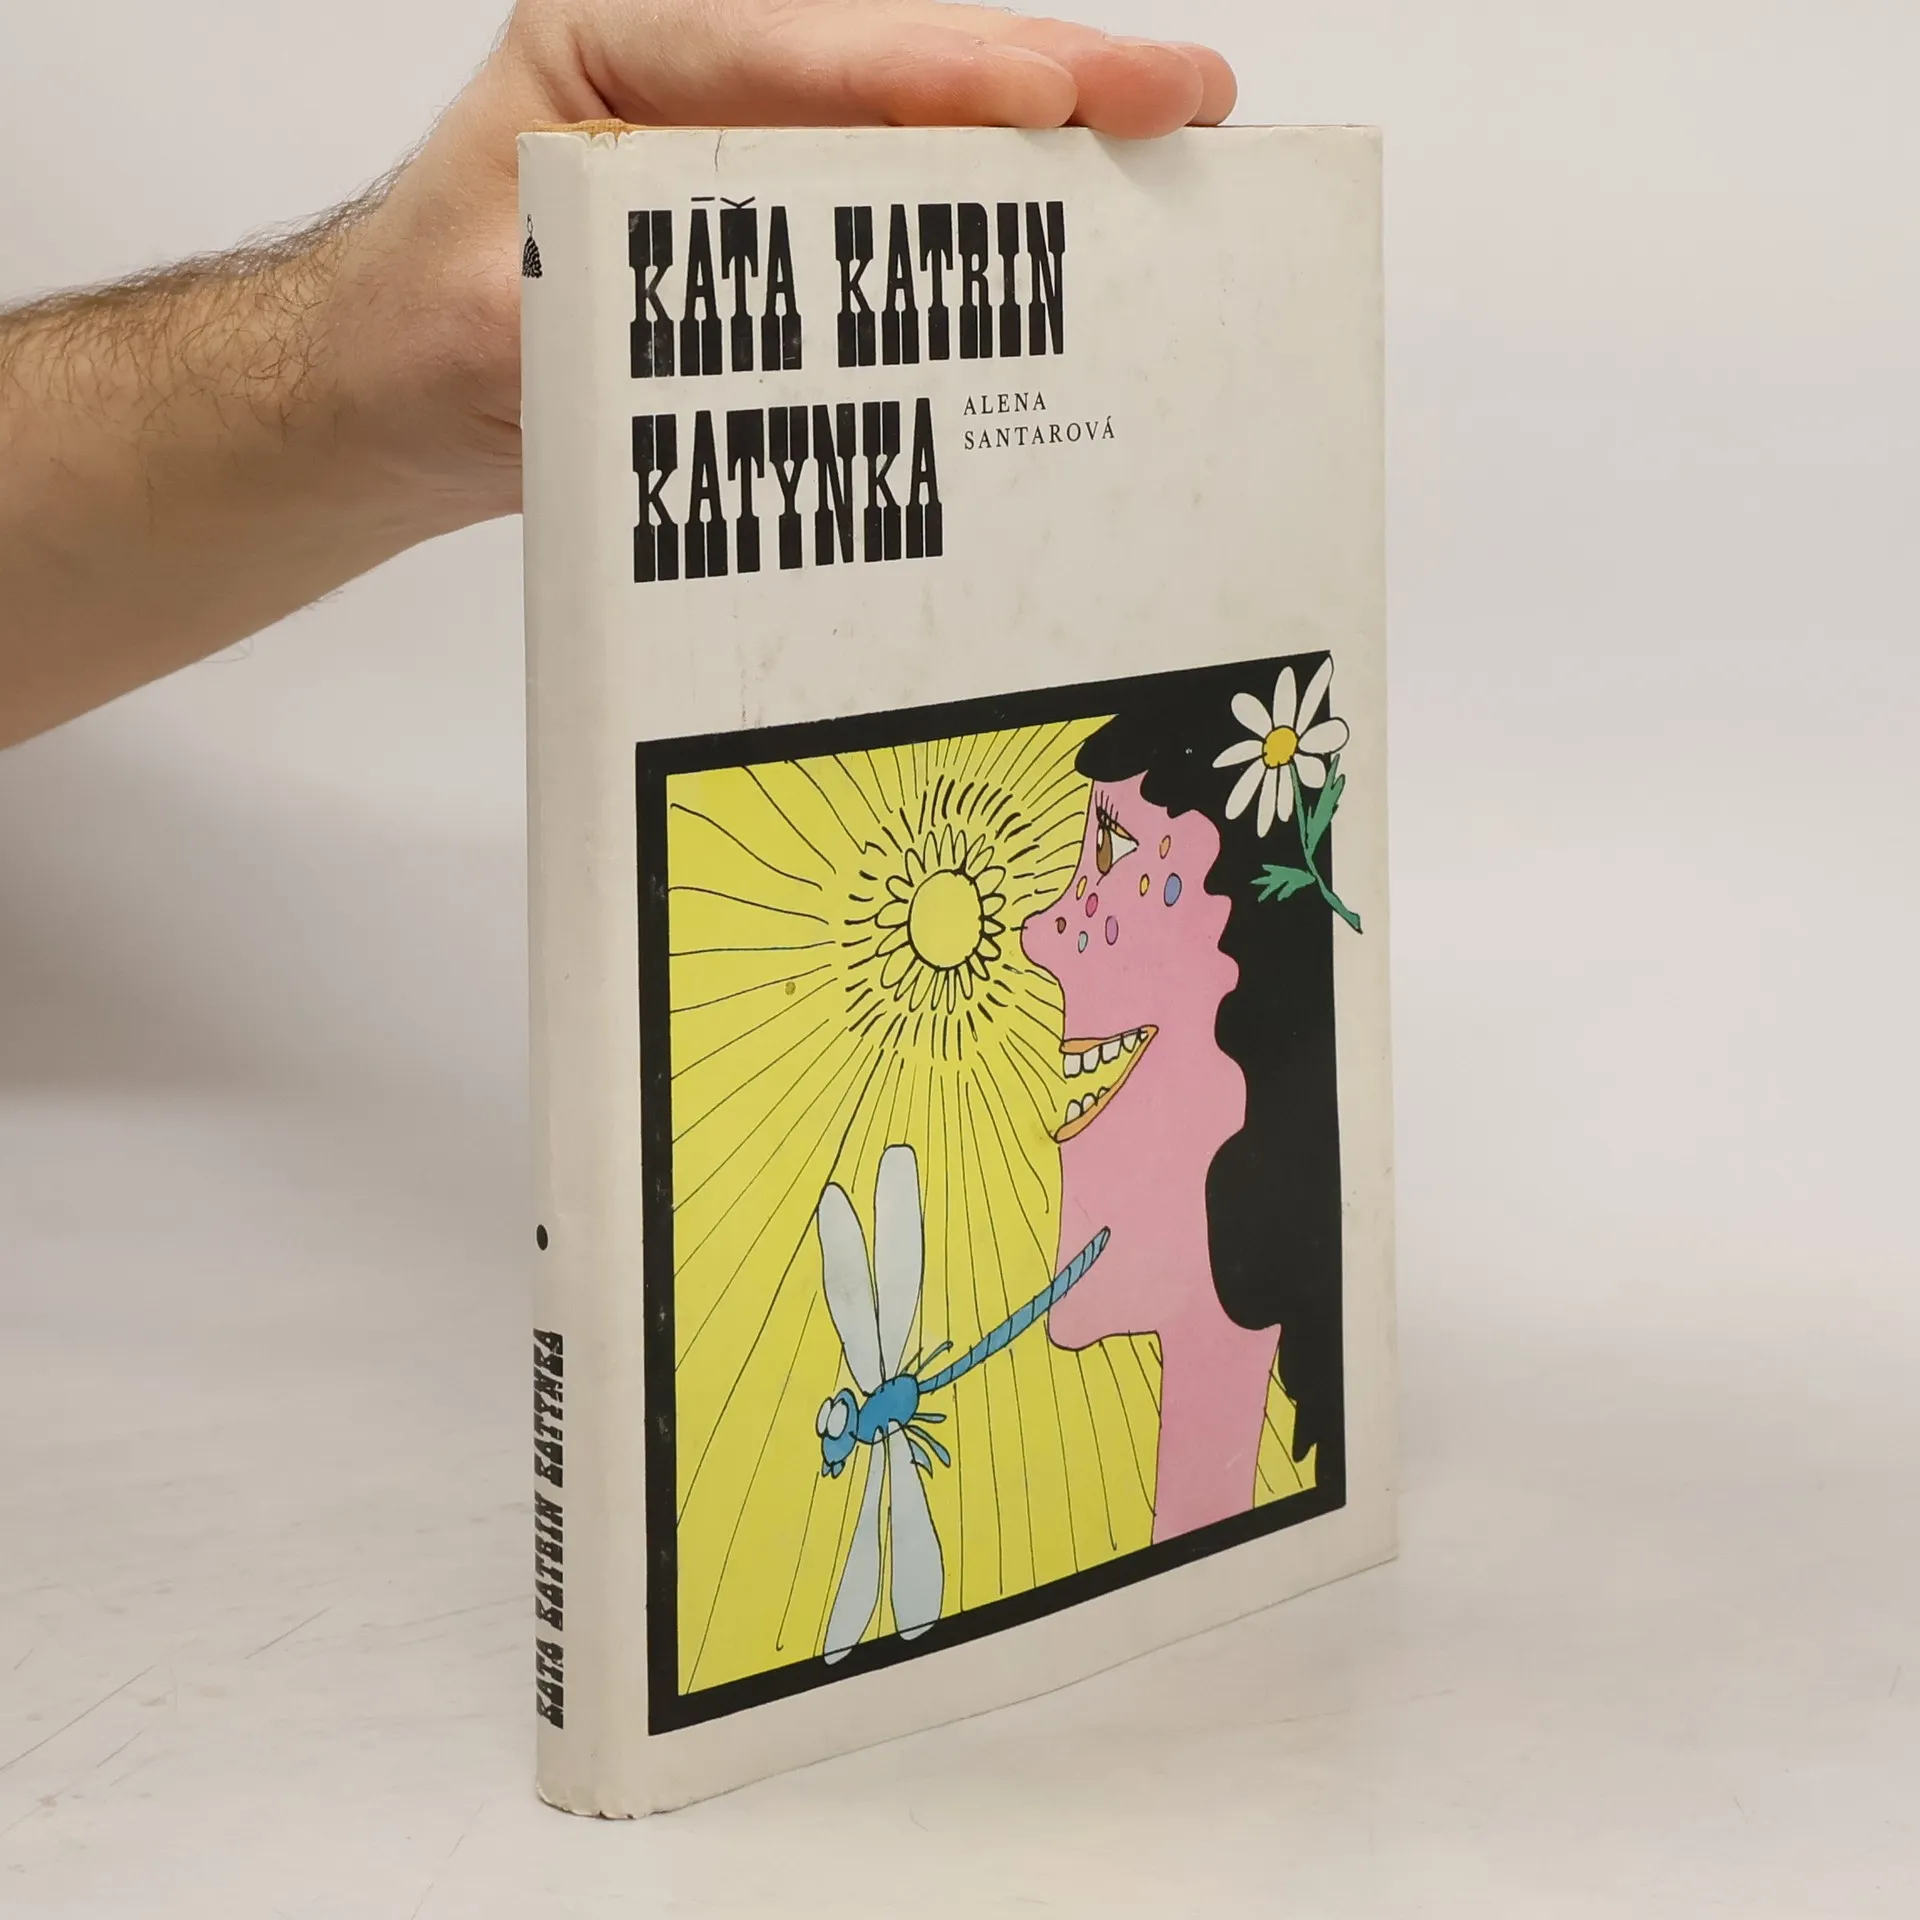 KÁŤA KATRIN
KATYNKA
ALENA
SANTAROVÁ
KÁŤA KATRIN KATYNKA